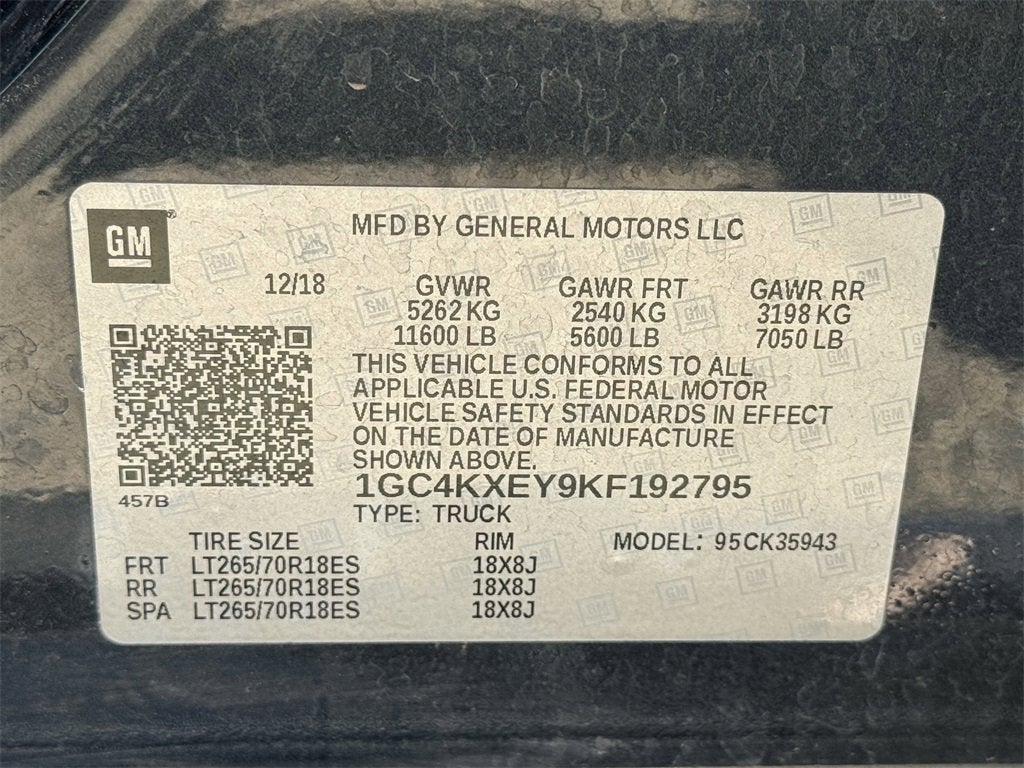 GM
MFD BY GENERAL MOTORS LLC
12/18 GVWR GAWR FRT GAWR RR
5262 KG 2540 KG 3198 KG
11600 LB 5600 LB 7050 LB
THIS VEHICLE CONFORMS TO ALL
APPLICABLE U.S. FEDERAL MOTOR
VEHICLE SAFETY STANDARDS IN EFFECT
ON THE DATE OF MANUFACTURE
SHOWN ABOVE.
457B
1GC4KXEY9KF192795
TYPE: TRUCK
TIRE SIZE RIM MODEL: 95CK35943
FRT LT265/70R18ES 18X8J
RR LT265/70R18ES 18X8J
SPA LT265/70R18ES 18X8J